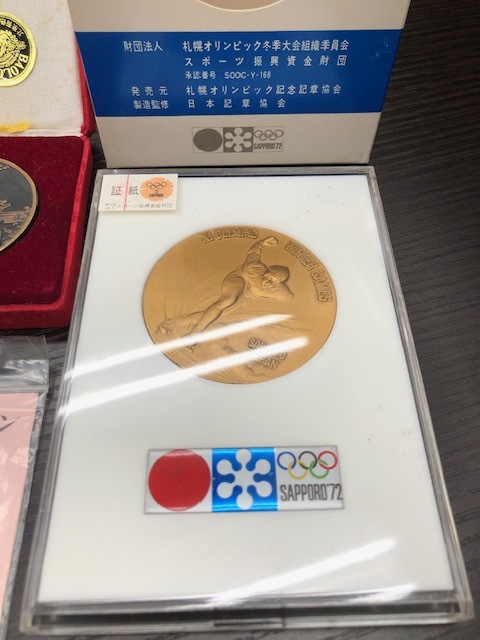 財団法人 札幌オリンピック冬季大会組織委員会
スポーツ振興資金財団
承認番号 SOOC-Y-168
発売元 札幌オリンピック記念記章協会
製造監修 日本記章協会
SAPPORO'72
証紙
XI OLYMPIC WINTER GAMES
SAPPORO
JAPAN
SAPPORO'72